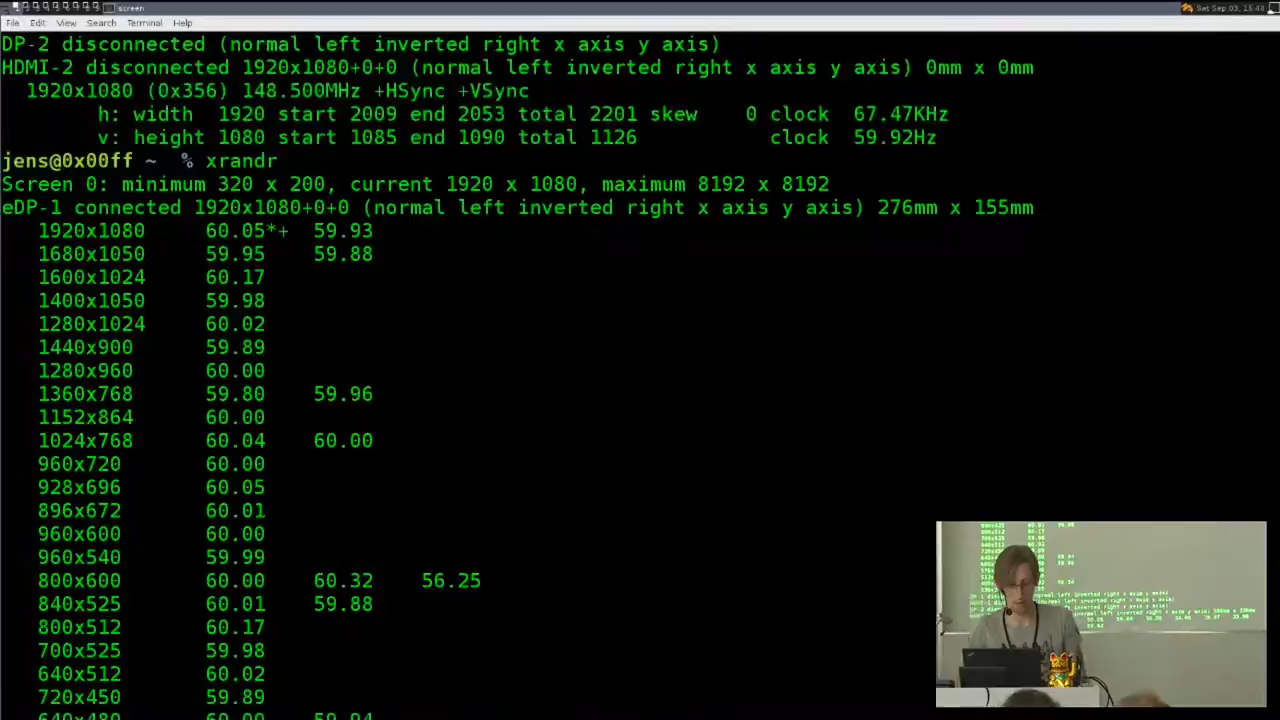 screen
Sat Sep 03, 15:43
File Edit View Search Terminal Help
DP-2 disconnected (normal left inverted right x axis y axis)
HDMI-2 disconnected 1920x1080+0+0 (normal left inverted right x axis y axis) 0mm x 0mm
1920x1080 (0x356) 148.500MHz +HSync +VSync
h: width 1920 start 2009 end 2053 total 2201 skew 0 clock 67.47KHz
v: height 1080 start 1085 end 1090 total 1126 clock 59.92Hz
jens@0x00ff ~ % xrandr
Screen 0: minimum 320 x 200, current 1920 x 1080, maximum 8192 x 8192
eDP-1 connected 1920x1080+0+0 (normal left inverted right x axis y axis) 276mm x 155mm
1920x1080 60.05*+ 59.93
1680x1050 59.95 59.88
1600x1024 60.17
1400x1050 59.98
1280x1024 60.02
1440x900 59.89
1280x960 60.00
1360x768 59.80 59.96
1152x864 60.00
1024x768 60.04 60.00
960x720 60.00
928x696 60.05
896x672 60.01
960x600 60.00
960x540 59.99
800x600 60.00 60.32 56.25
840x525 60.01 59.88
800x512 60.17
700x525 59.98
640x512 60.02
720x450 59.89
640x480 60.00 59.94